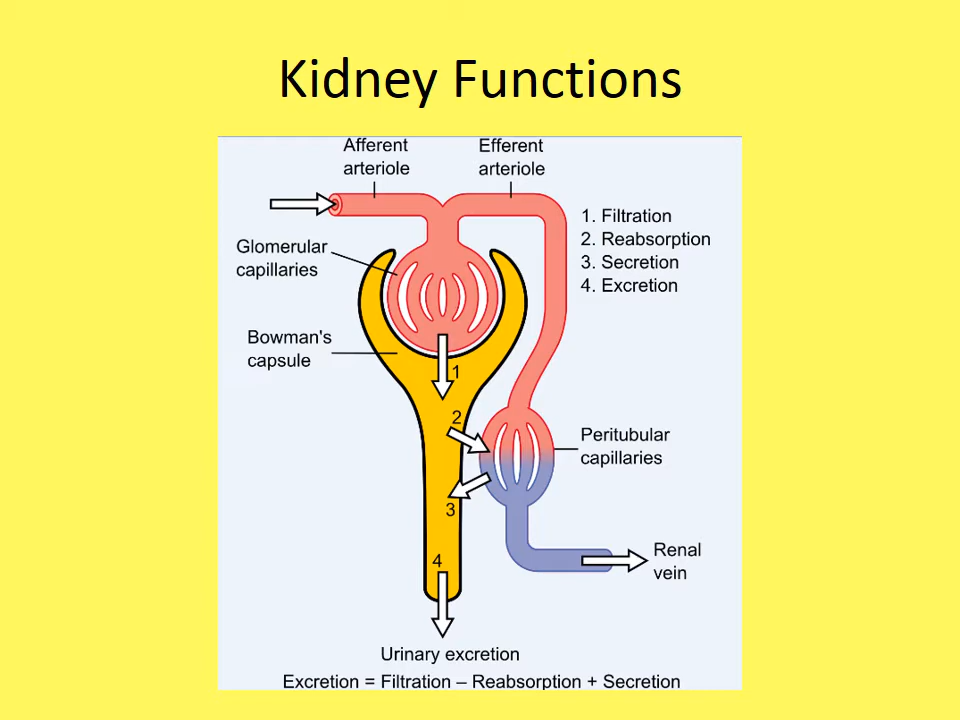 Kidney Functions
Afferent
arteriole
Efferent
arteriole
1. Filtration
2. Reabsorption
3. Secretion
4. Excretion
Glomerular
capillaries
Bowman's
capsule
1
2
Peritubular
capillaries
3
4
Renal
vein
Urinary excretion
Excretion = Filtration – Reabsorption + Secretion